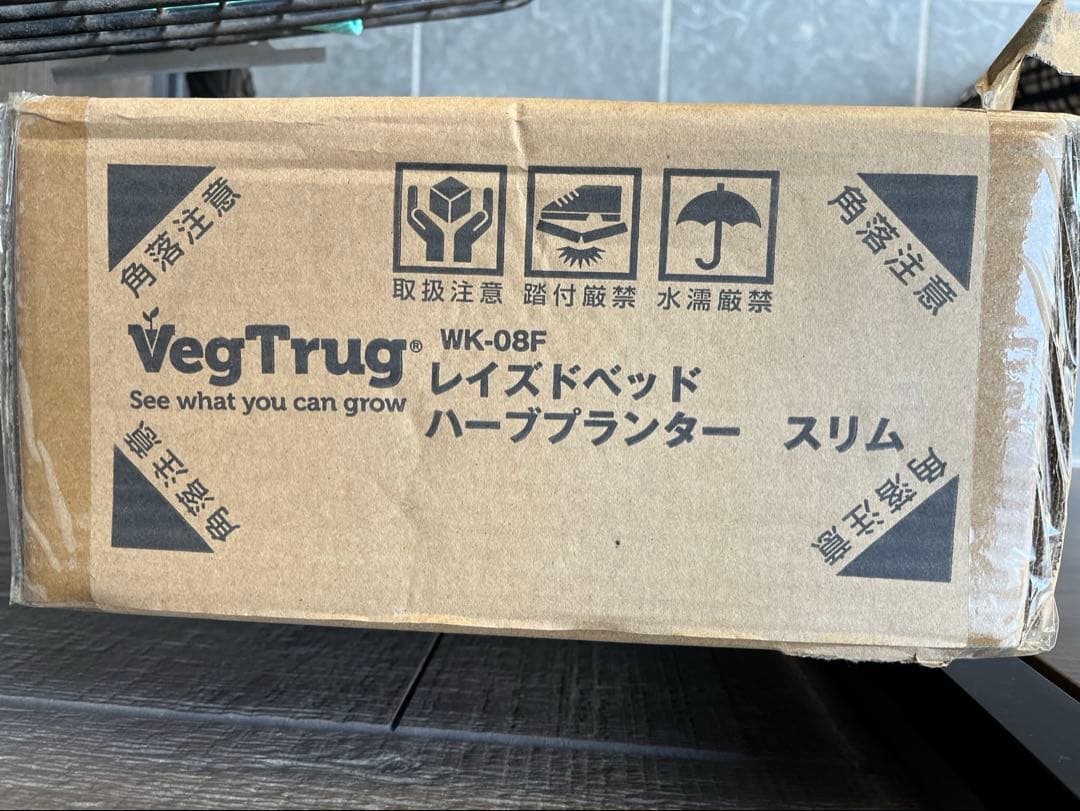 角落注意
角落注意
取扱注意 踏付厳禁 水濡厳禁
VegTrug®
See what you can grow
WK-08F
レイズドベッド
ハーブプランター スリム
角落注意
角落注意